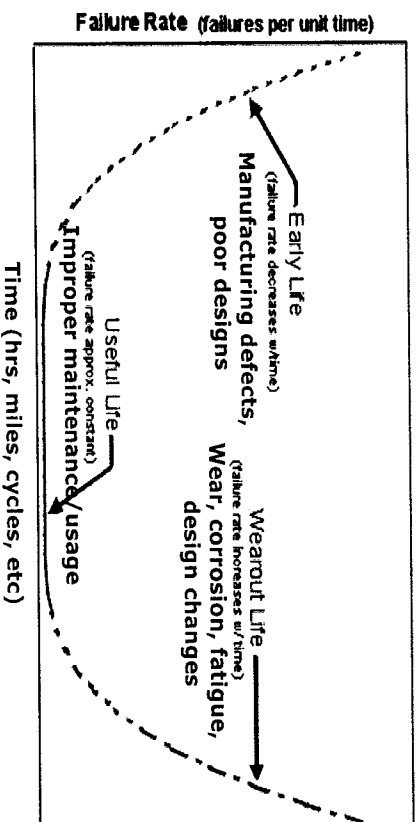 Failure Rate (failures per unit time)
Early Life
(failure rate decreases w/time)
Manufacturing defects,
poor designs
Useful Life
(failure rate approx. constant)
Improper maintenance/usage
Wearout Life
(failure rate increases w/time)
Wear, corrosion, fatigue,
design changes
Time (hrs, miles, cycles, etc)